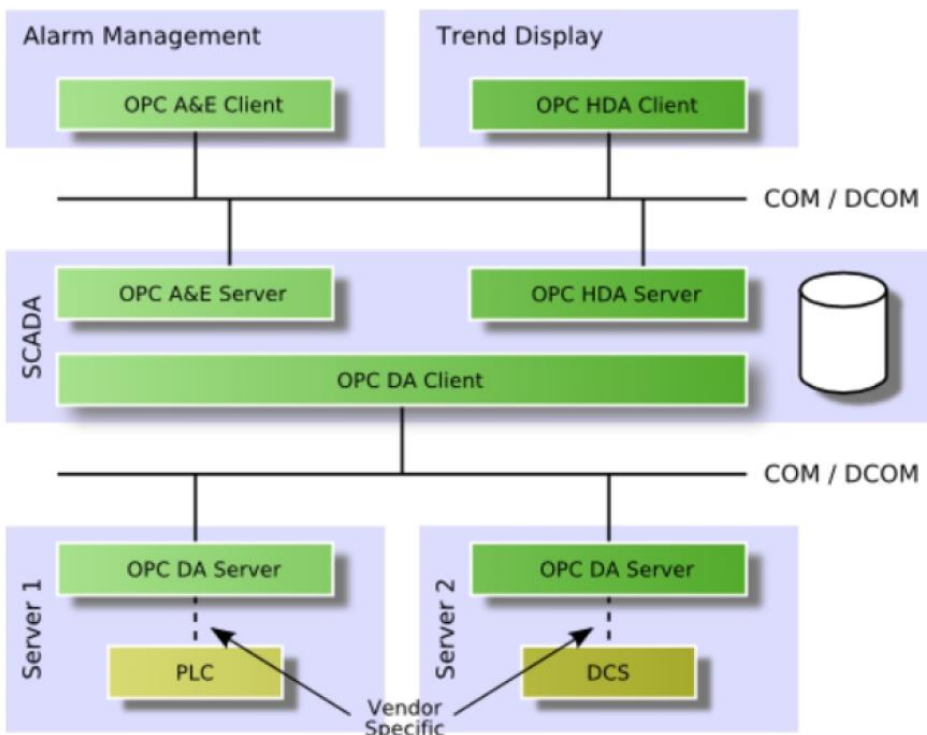 Alarm Management
Trend Display
OPC A&E Client
OPC HDA Client
COM / DCOM
SCADA
OPC A&E Server
OPC HDA Server
OPC DA Client
COM / DCOM
Server 1
OPC DA Server
PLC
Server 2
OPC DA Server
DCS
Vendor
Specific